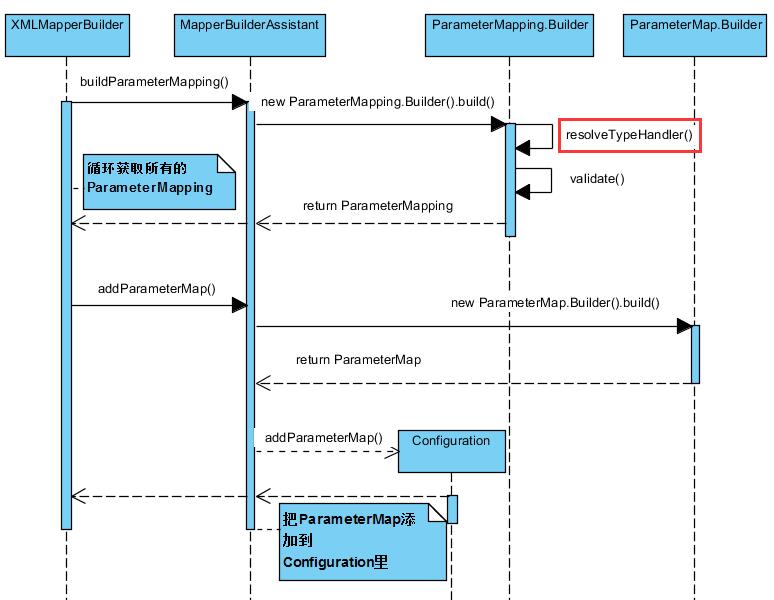 XMLMapperBuilder
MapperBuilderAssistant
ParameterMapping.Builder
ParameterMap.Builder
buildParameterMapping()
new ParameterMapping.Builder().build()
resolveTypeHandler()
循环获取所有的
ParameterMapping
validate()
return ParameterMapping
addParameterMap()
new ParameterMap.Builder().build()
return ParameterMap
addParameterMap()
Configuration
把ParameterMap添
加到
Configuration里